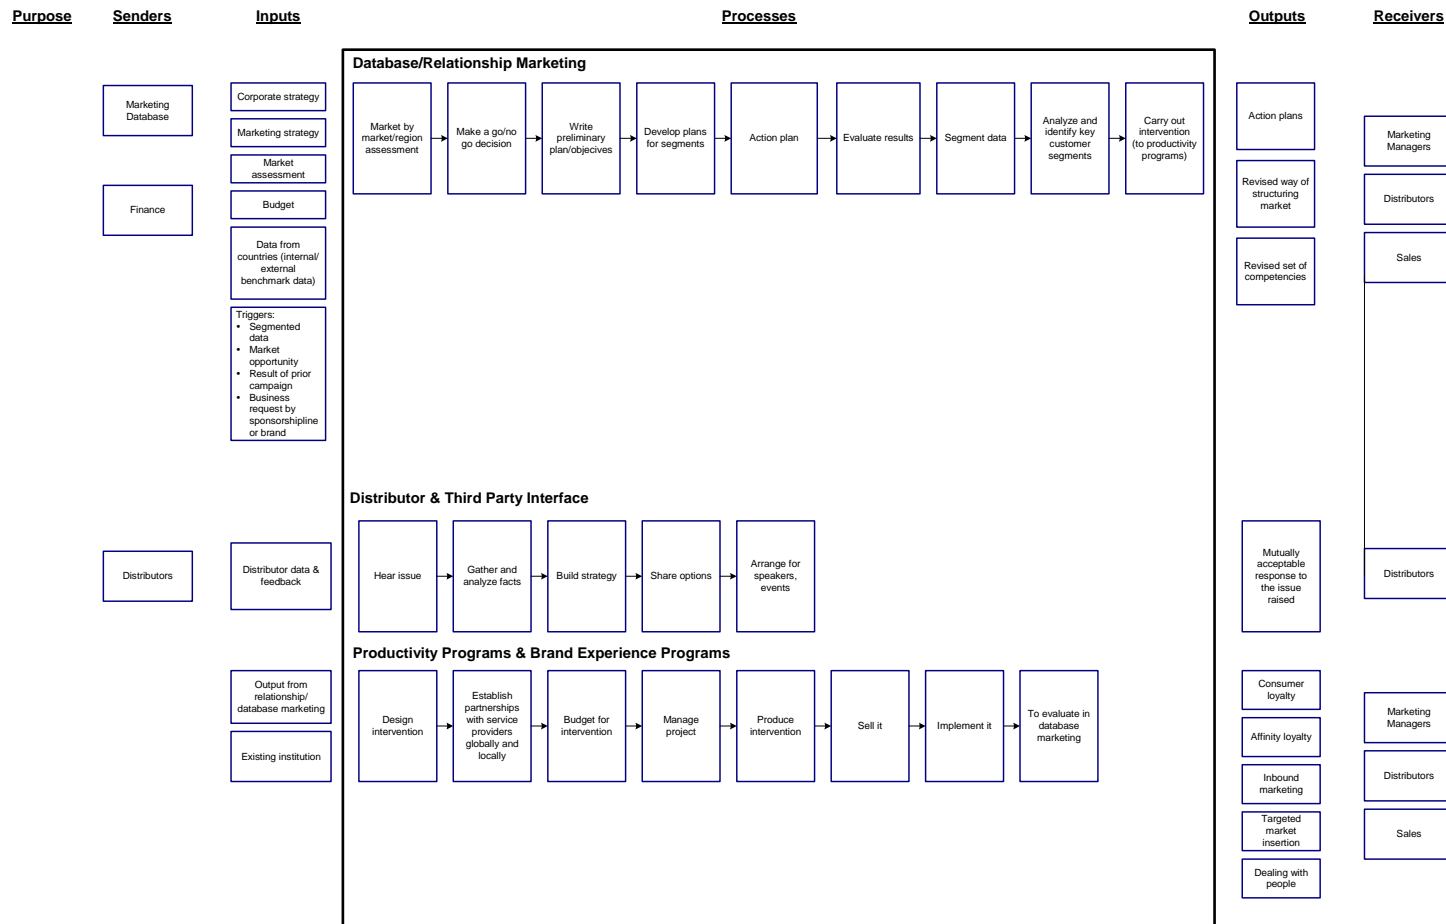 Purpose
Senders
Inputs
Processes
Outputs
Receivers
Database/Relationship Marketing
Marketing
Database
Finance
Corporate strategy
Marketing strategy
Market
assessment
Budget
Data from
countries (internal/
external
benchmark data)
Triggers:
• Segmented
data
• Market
opportunity
• Result of prior
campaign
• Business
request by
sponsorshipline
or brand
Market by
market/region
assessment
Make a go/no
go decision
Write
preliminary
plan/objecives
Develop plans
for segments
Action plan
Evaluate results
Segment data
Analyze and
identify key
customer
segments
Carry out
intervention
(to productivity
programs)
Action plans
Revised way of
structuring
market
Revised set of
competencies
Marketing
Managers
Distributors
Sales
Distributor & Third Party Interface
Distributors
Distributor data &
feedback
Hear issue
Gather and
analyze facts
Build strategy
Share options
Arrange for
speakers,
events
Mutually
acceptable
response to
the issue
raised
Distributors
Productivity Programs & Brand Experience Programs
Output from
relationship/
database marketing
Existing institution
Design
intervention
Establish
partnerships
with service
providers
globally and
locally
Budget for
intervention
Manage
project
Produce
intervention
Sell it
Implement it
To evaluate in
database
marketing
Consumer
loyalty
Affinity loyalty
Inbound
marketing
Targeted
market
insertion
Dealing with
people
Marketing
Managers
Distributors
Sales